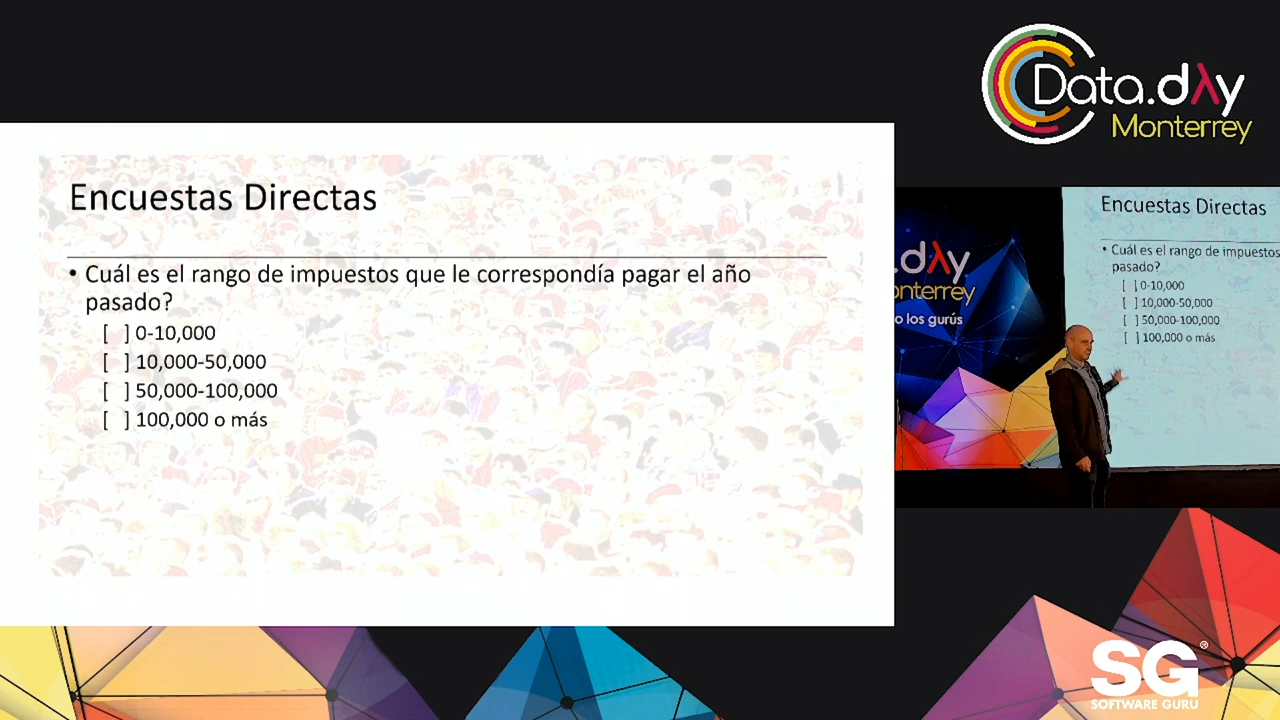 Data.dλy
Monterrey
Encuestas Directas
• Cuál es el rango de impuestos que le correspondía pagar el año
pasado?
[ ] 0-10,000
[ ] 10,000-50,000
[ ] 50,000-100,000
[ ] 100,000 o más
.dλy
onterrey
o los gurús
Encuestas Directas
• Cuál es el rango de impuestos
pasado?
[ ] 0-10,000
[ ] 10,000-50,000
[ ] 50,000-100,000
[ ] 100,000 o más
SG®
SOFTWARE GURU